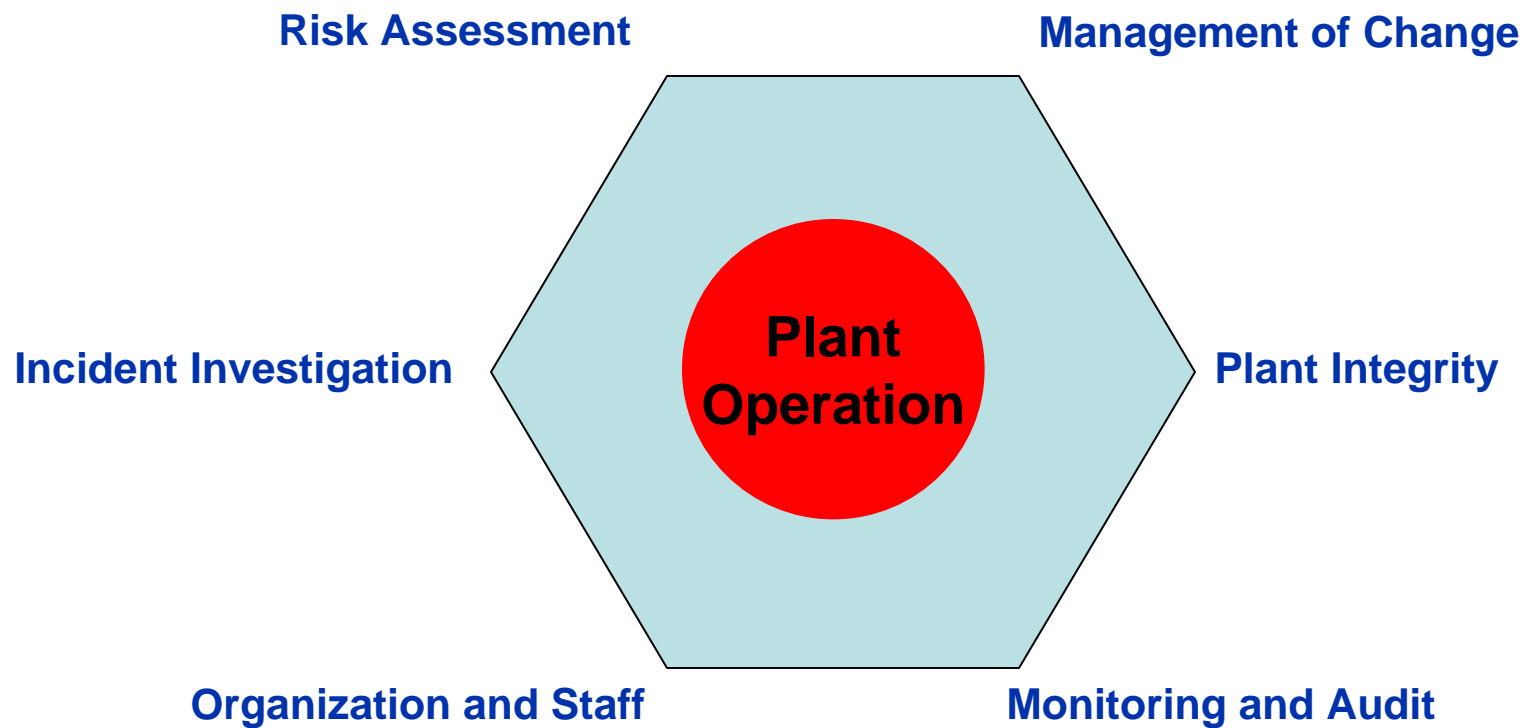 Risk Assessment
Management of Change
Incident Investigation
Plant
Operation
Plant Integrity
Organization and Staff
Monitoring and Audit